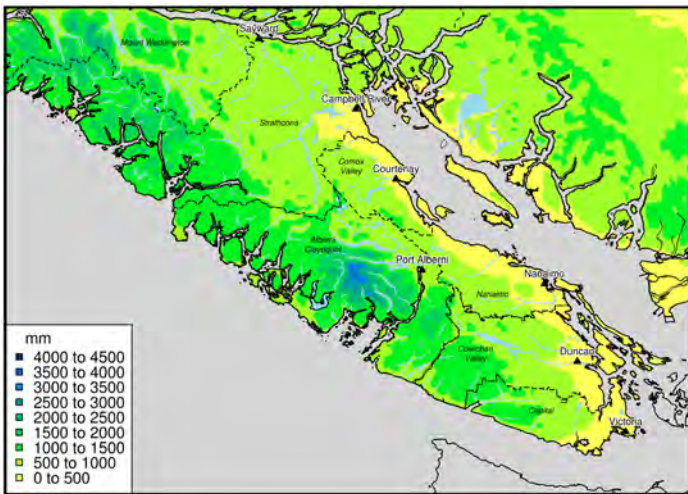 Sayward
Mount Waddington
Campbell River
Strathcona
Comox
Valley
Courtenay
Alberni
Clayoquot
Port Alberni
Nanaimo
Nanaimo
Cowichan
Valley
Duncan
Capital
Victoria
mm
4000 to 4500
3500 to 4000
3000 to 3500
2500 to 3000
2000 to 2500
1500 to 2000
1000 to 1500
500 to 1000
0 to 500